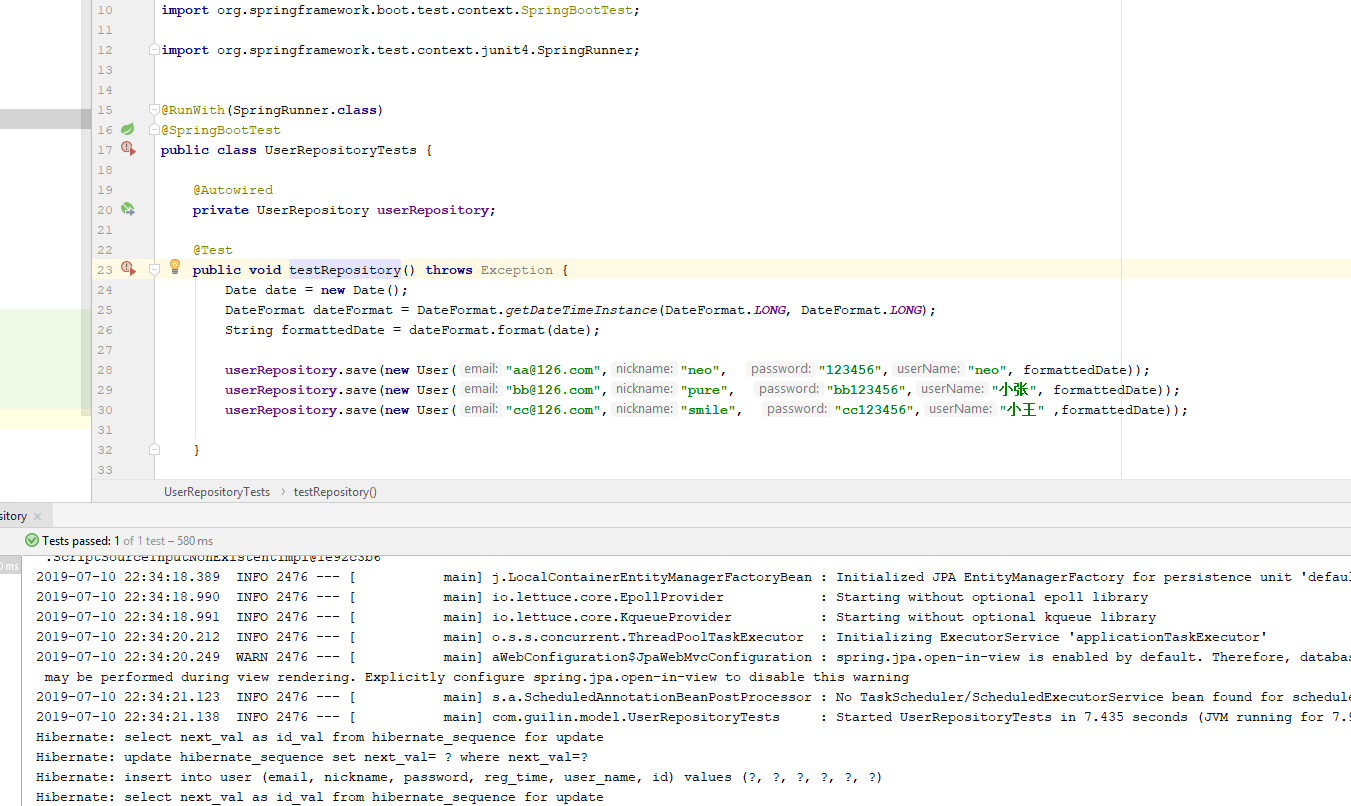 10 import org.springframework.boot.test.context.SpringBootTest;
11
12 import org.springframework.test.context.junit4.SpringRunner;
13
14
15 @RunWith(SpringRunner.class)
16 @SpringBootTest
17 public class UserRepositoryTests {
18
19 @Autowired
20 private UserRepository userRepository;
21
22 @Test
23 public void testRepository() throws Exception {
24 Date date = new Date();
25 DateFormat dateFormat = DateFormat.getDateTimeInstance(DateFormat.LONG, DateFormat.LONG);
26 String formattedDate = dateFormat.format(date);
27
28 userRepository.save(new User( email: "aa@126.com", nickname: "neo", password: "123456", userName: "neo", formattedDate));
29 userRepository.save(new User( email: "bb@126.com", nickname: "pure", password: "bb123456", userName: "小张", formattedDate));
30 userRepository.save(new User( email: "cc@126.com", nickname: "smile", password: "cc123456", userName: "小王" ,formattedDate));
31
32 }
33
UserRepositoryTests › testRepository()
sitory ×
Tests passed: 1 of 1 test – 580 ms
0 ms
.ScriptSourceInputNonExistentImpl@1e92c3b6
2019-07-10 22:34:18.389 INFO 2476 --- [ main] j.LocalContainerEntityManagerFactoryBean : Initialized JPA EntityManagerFactory for persistence unit 'defau
2019-07-10 22:34:18.990 INFO 2476 --- [ main] io.lettuce.core.EpollProvider : Starting without optional epoll library
2019-07-10 22:34:18.991 INFO 2476 --- [ main] io.lettuce.core.KqueueProvider : Starting without optional kqueue library
2019-07-10 22:34:20.212 INFO 2476 --- [ main] o.s.s.concurrent.ThreadPoolTaskExecutor : Initializing ExecutorService 'applicationTaskExecutor'
2019-07-10 22:34:20.249 WARN 2476 --- [ main] aWebConfiguration$JpaWebMvcConfiguration : spring.jpa.open-in-view is enabled by default. Therefore, databas
may be performed during view rendering. Explicitly configure spring.jpa.open-in-view to disable this warning
2019-07-10 22:34:21.123 INFO 2476 --- [ main] s.a.ScheduledAnnotationBeanPostProcessor : No TaskScheduler/ScheduledExecutorService bean found for schedule
2019-07-10 22:34:21.138 INFO 2476 --- [ main] com.guilin.model.UserRepositoryTests : Started UserRepositoryTests in 7.435 seconds (JVM running for 7.9
Hibernate: select next_val as id_val from hibernate_sequence for update
Hibernate: update hibernate_sequence set next_val= ? where next_val=?
Hibernate: insert into user (email, nickname, password, reg_time, user_name, id) values (?, ?, ?, ?, ?, ?)
Hibernate: select next_val as id_val from hibernate_sequence for update